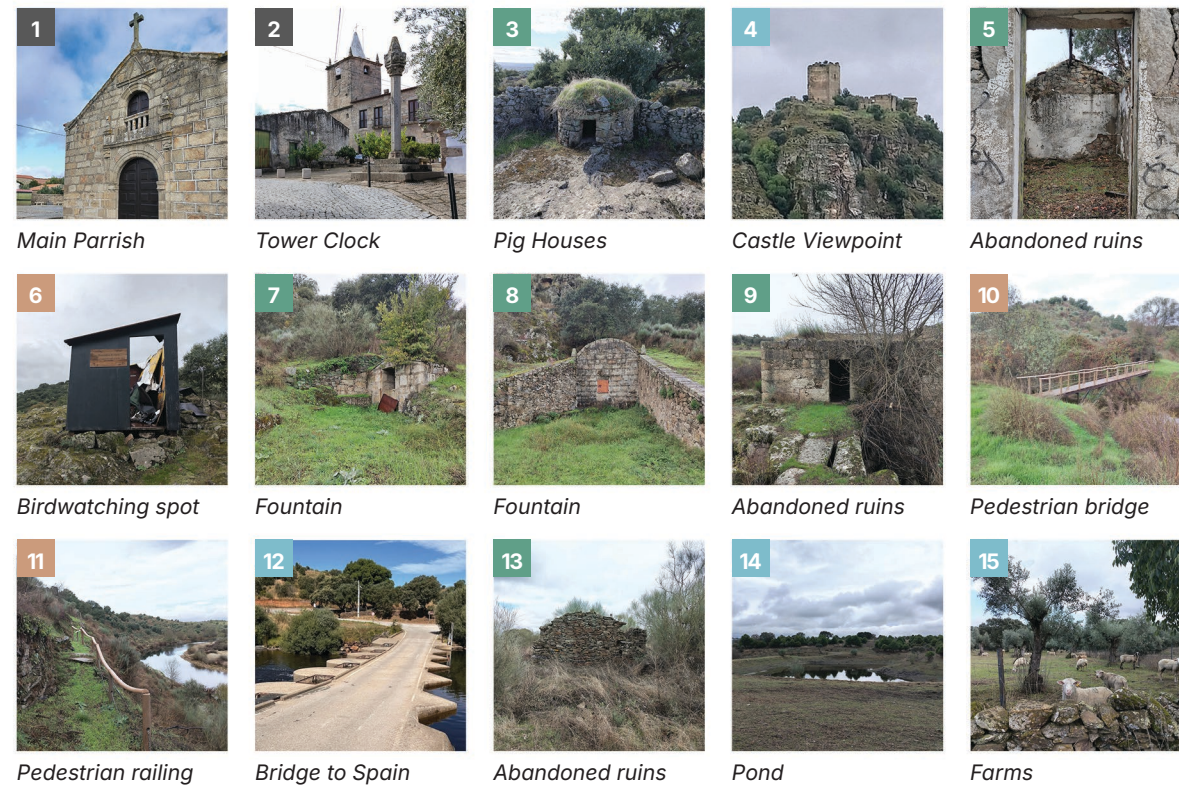 1
2
3
4
5
Main Parrish
Tower Clock
Pig Houses
Castle Viewpoint
Abandoned ruins
6
7
8
9
10
Birdwatching spot
Fountain
Fountain
Abandoned ruins
Pedestrian bridge
11
12
13
14
15
Pedestrian railing
Bridge to Spain
Abandoned ruins
Pond
Farms